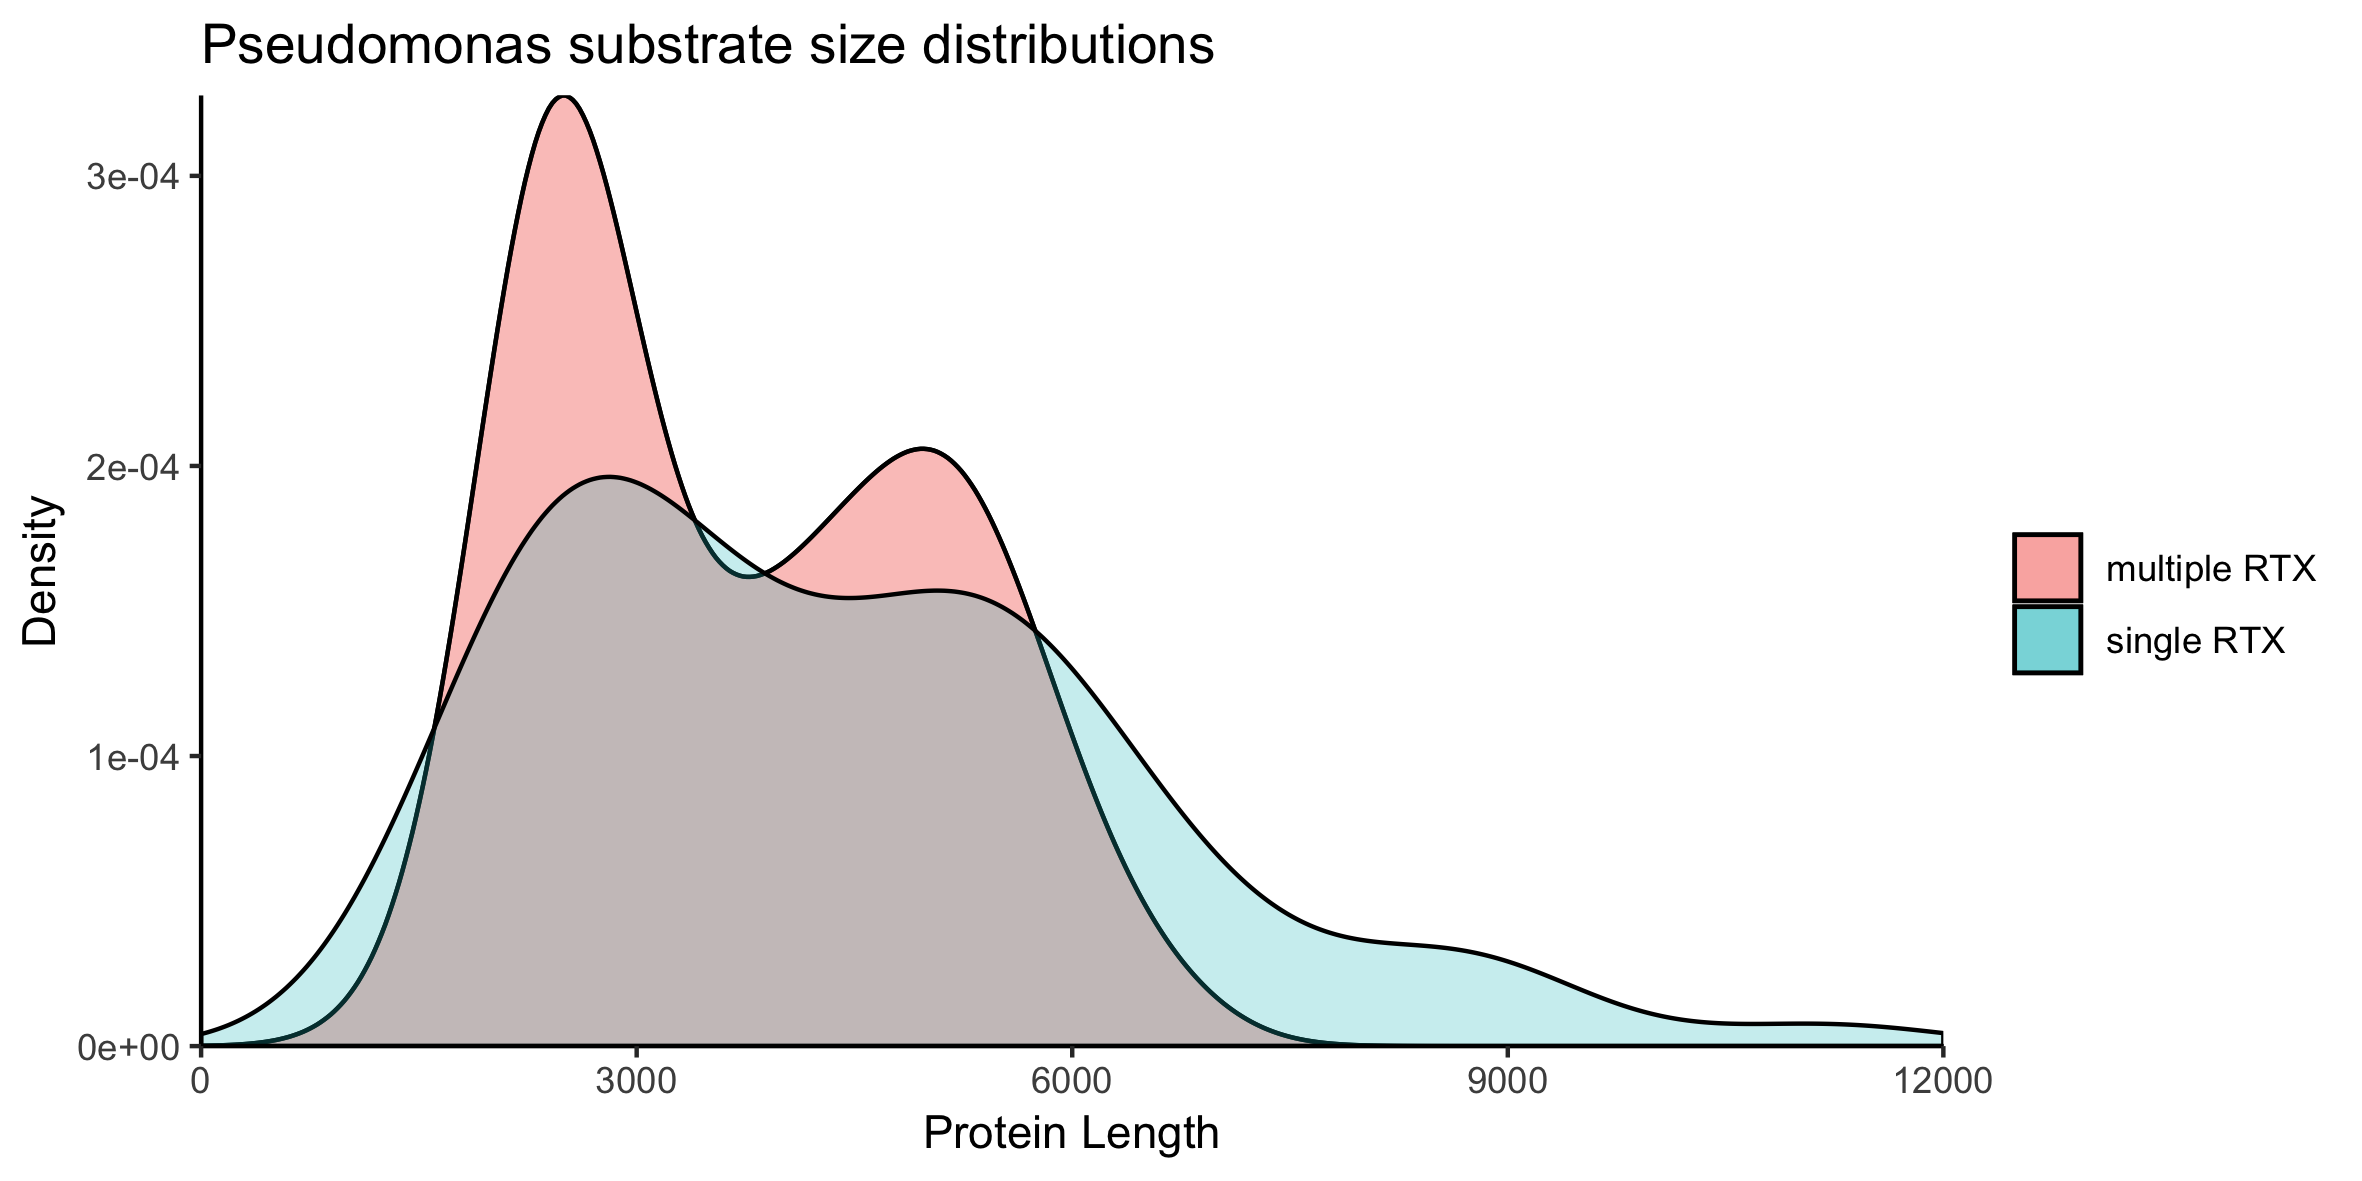 Pseudomonas substrate size distributions
3e-04
2e-04
1e-04
0e+00
Density
0
3000
6000
9000
12000
Protein Length
multiple RTX
single RTX